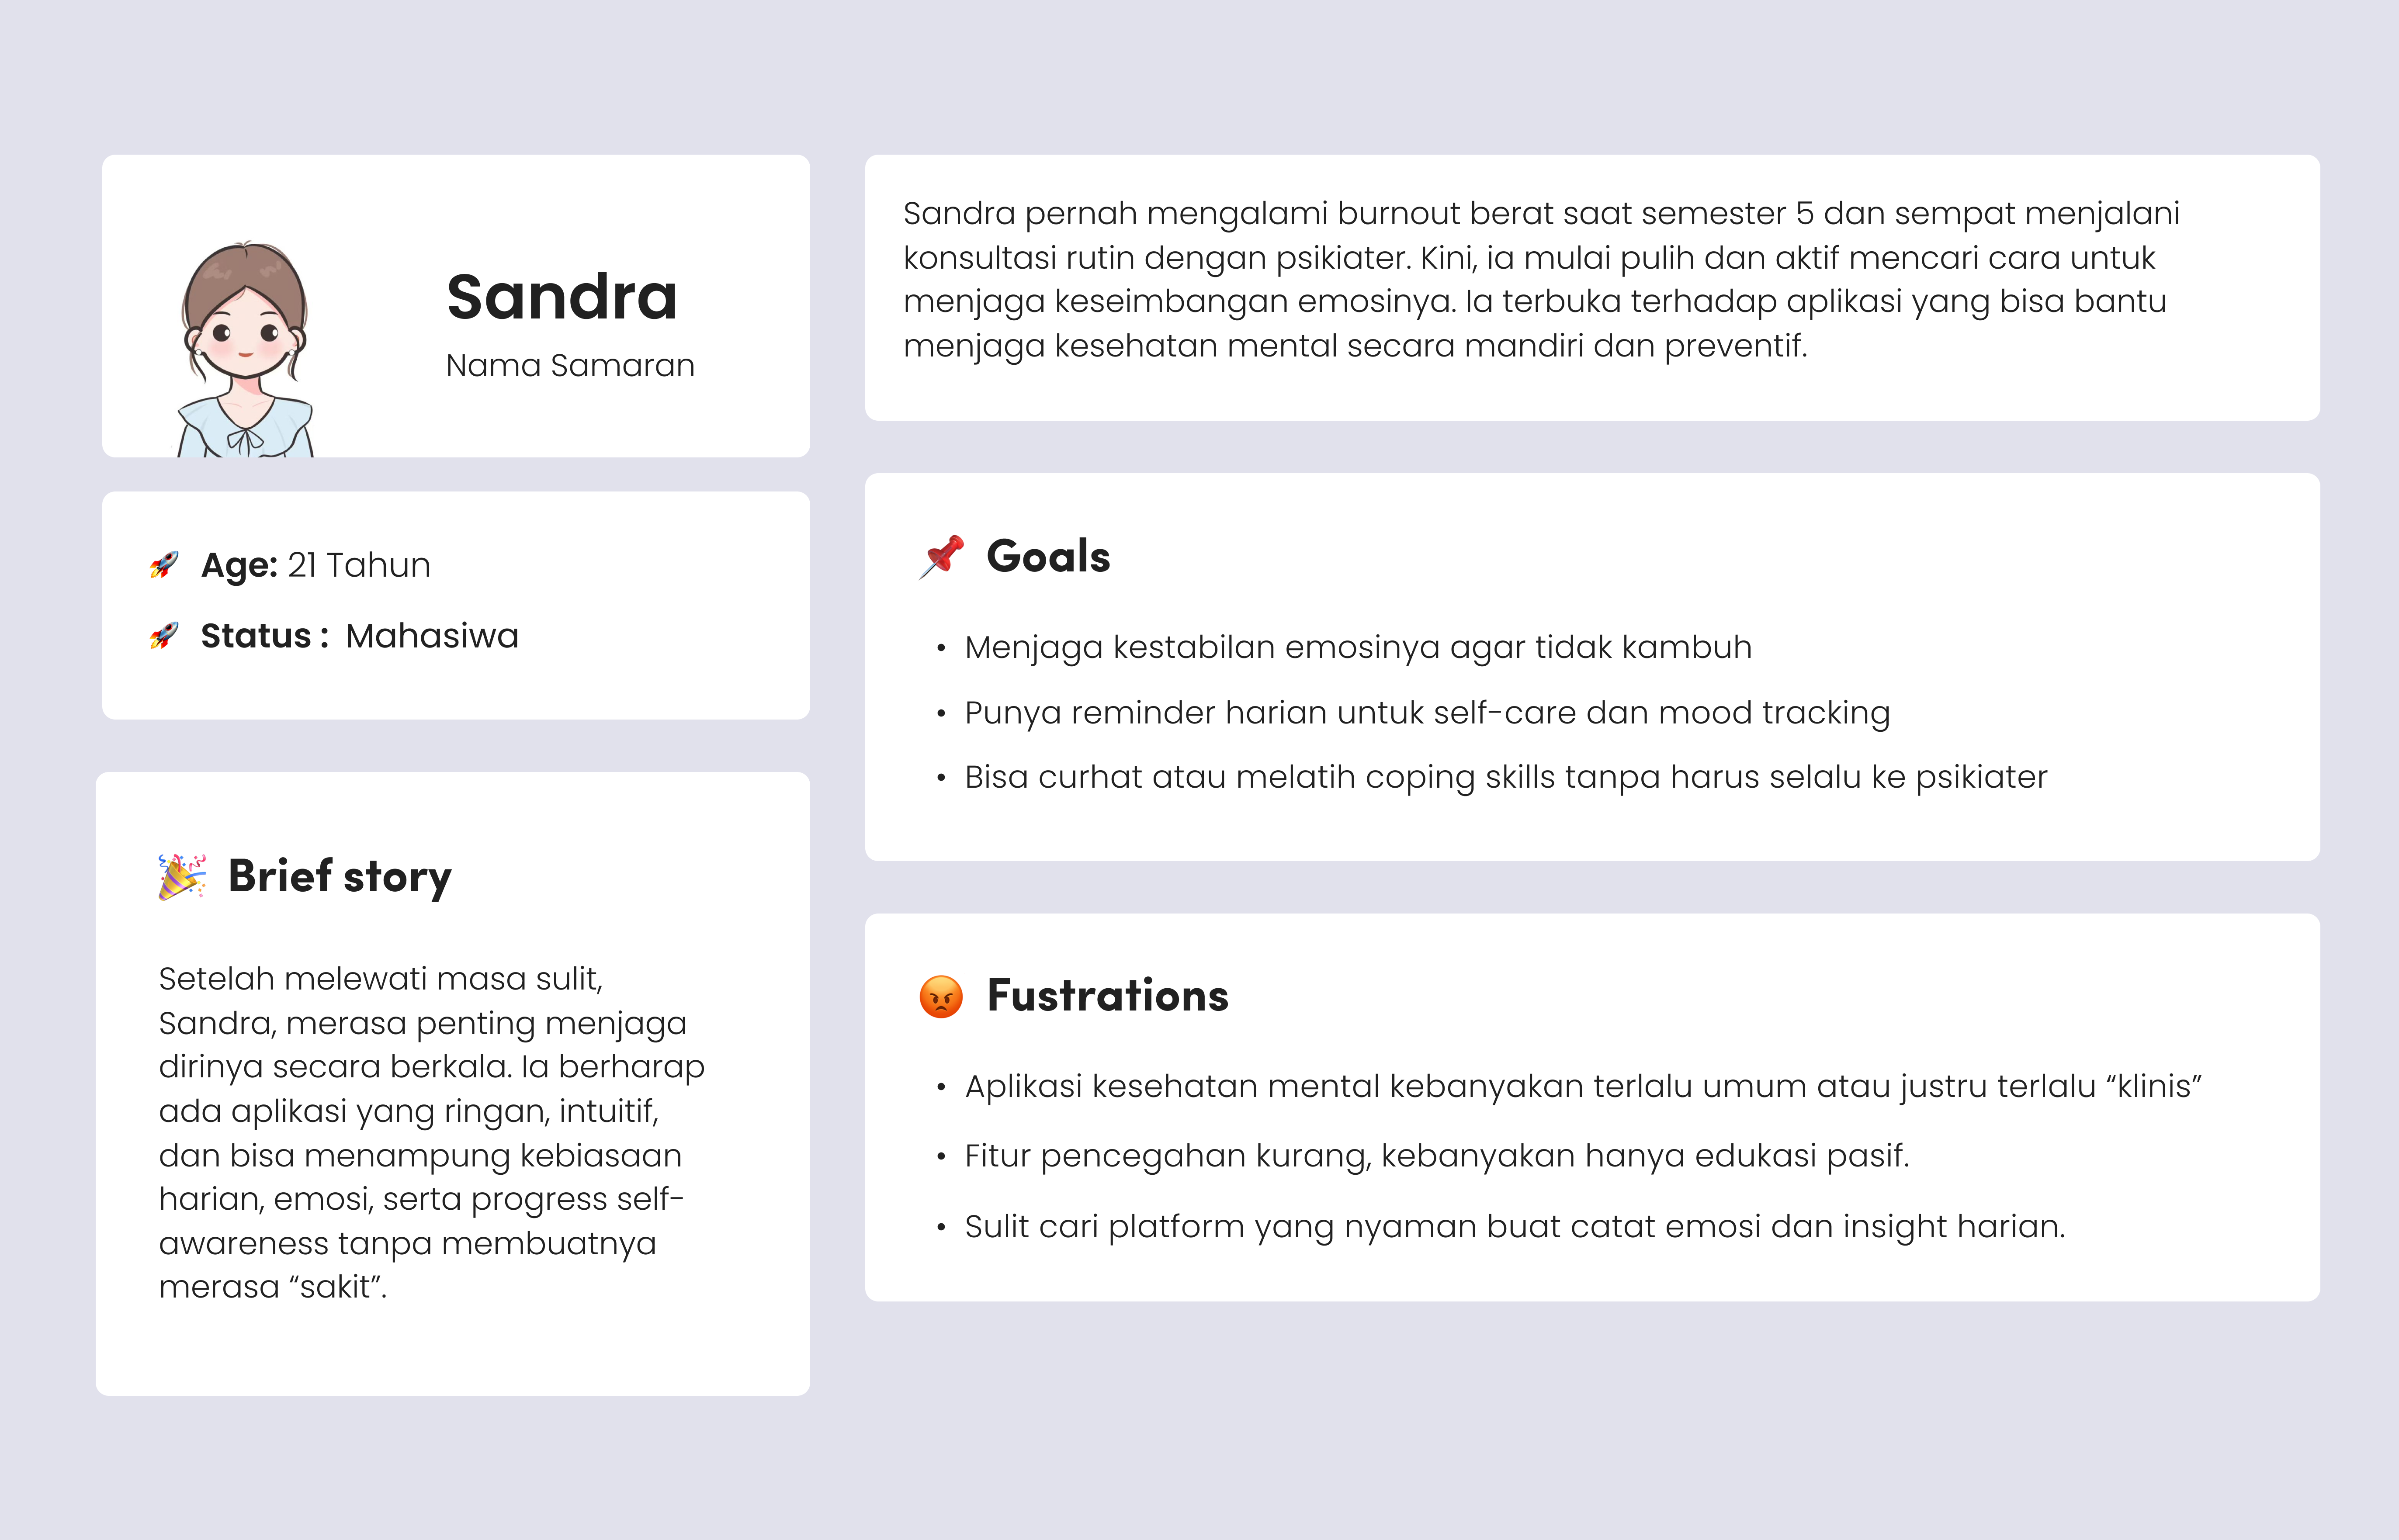 Sandra
Nama Samaran
Age: 21 Tahun
Status : Mahasiwa
Brief story
Setelah melewati masa sulit,
Sandra, merasa penting menjaga
dirinya secara berkala. Ia berharap
ada aplikasi yang ringan, intuitif,
dan bisa menampung kebiasaan
harian, emosi, serta progress self-
awareness tanpa membuatnya
merasa “sakit”.
Sandra pernah mengalami burnout berat saat semester 5 dan sempat menjalani
konsultasi rutin dengan psikiater. Kini, ia mulai pulih dan aktif mencari cara untuk
menjaga keseimbangan emosinya. Ia terbuka terhadap aplikasi yang bisa bantu
menjaga kesehatan mental secara mandiri dan preventif.
Goals
• Menjaga kestabilan emosinya agar tidak kambuh
• Punya reminder harian untuk self-care dan mood tracking
• Bisa curhat atau melatih coping skills tanpa harus selalu ke psikiater
Fustrations
• Aplikasi kesehatan mental kebanyakan terlalu umum atau justru terlalu “klinis”
• Fitur pencegahan kurang, kebanyakan hanya edukasi pasif.
• Sulit cari platform yang nyaman buat catat emosi dan insight harian.